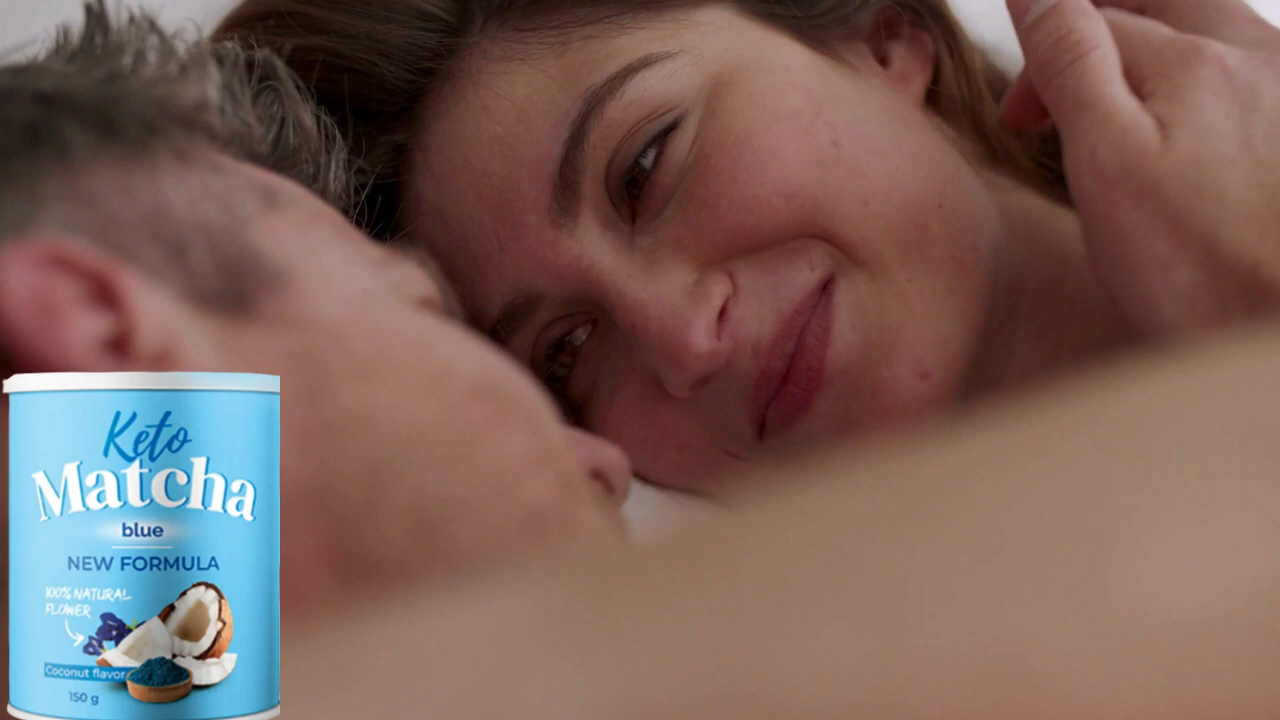 Keto
Matcha
blue
NEW FORMULA
100% NATURAL
FLOWER
Coconut flavor
150 g